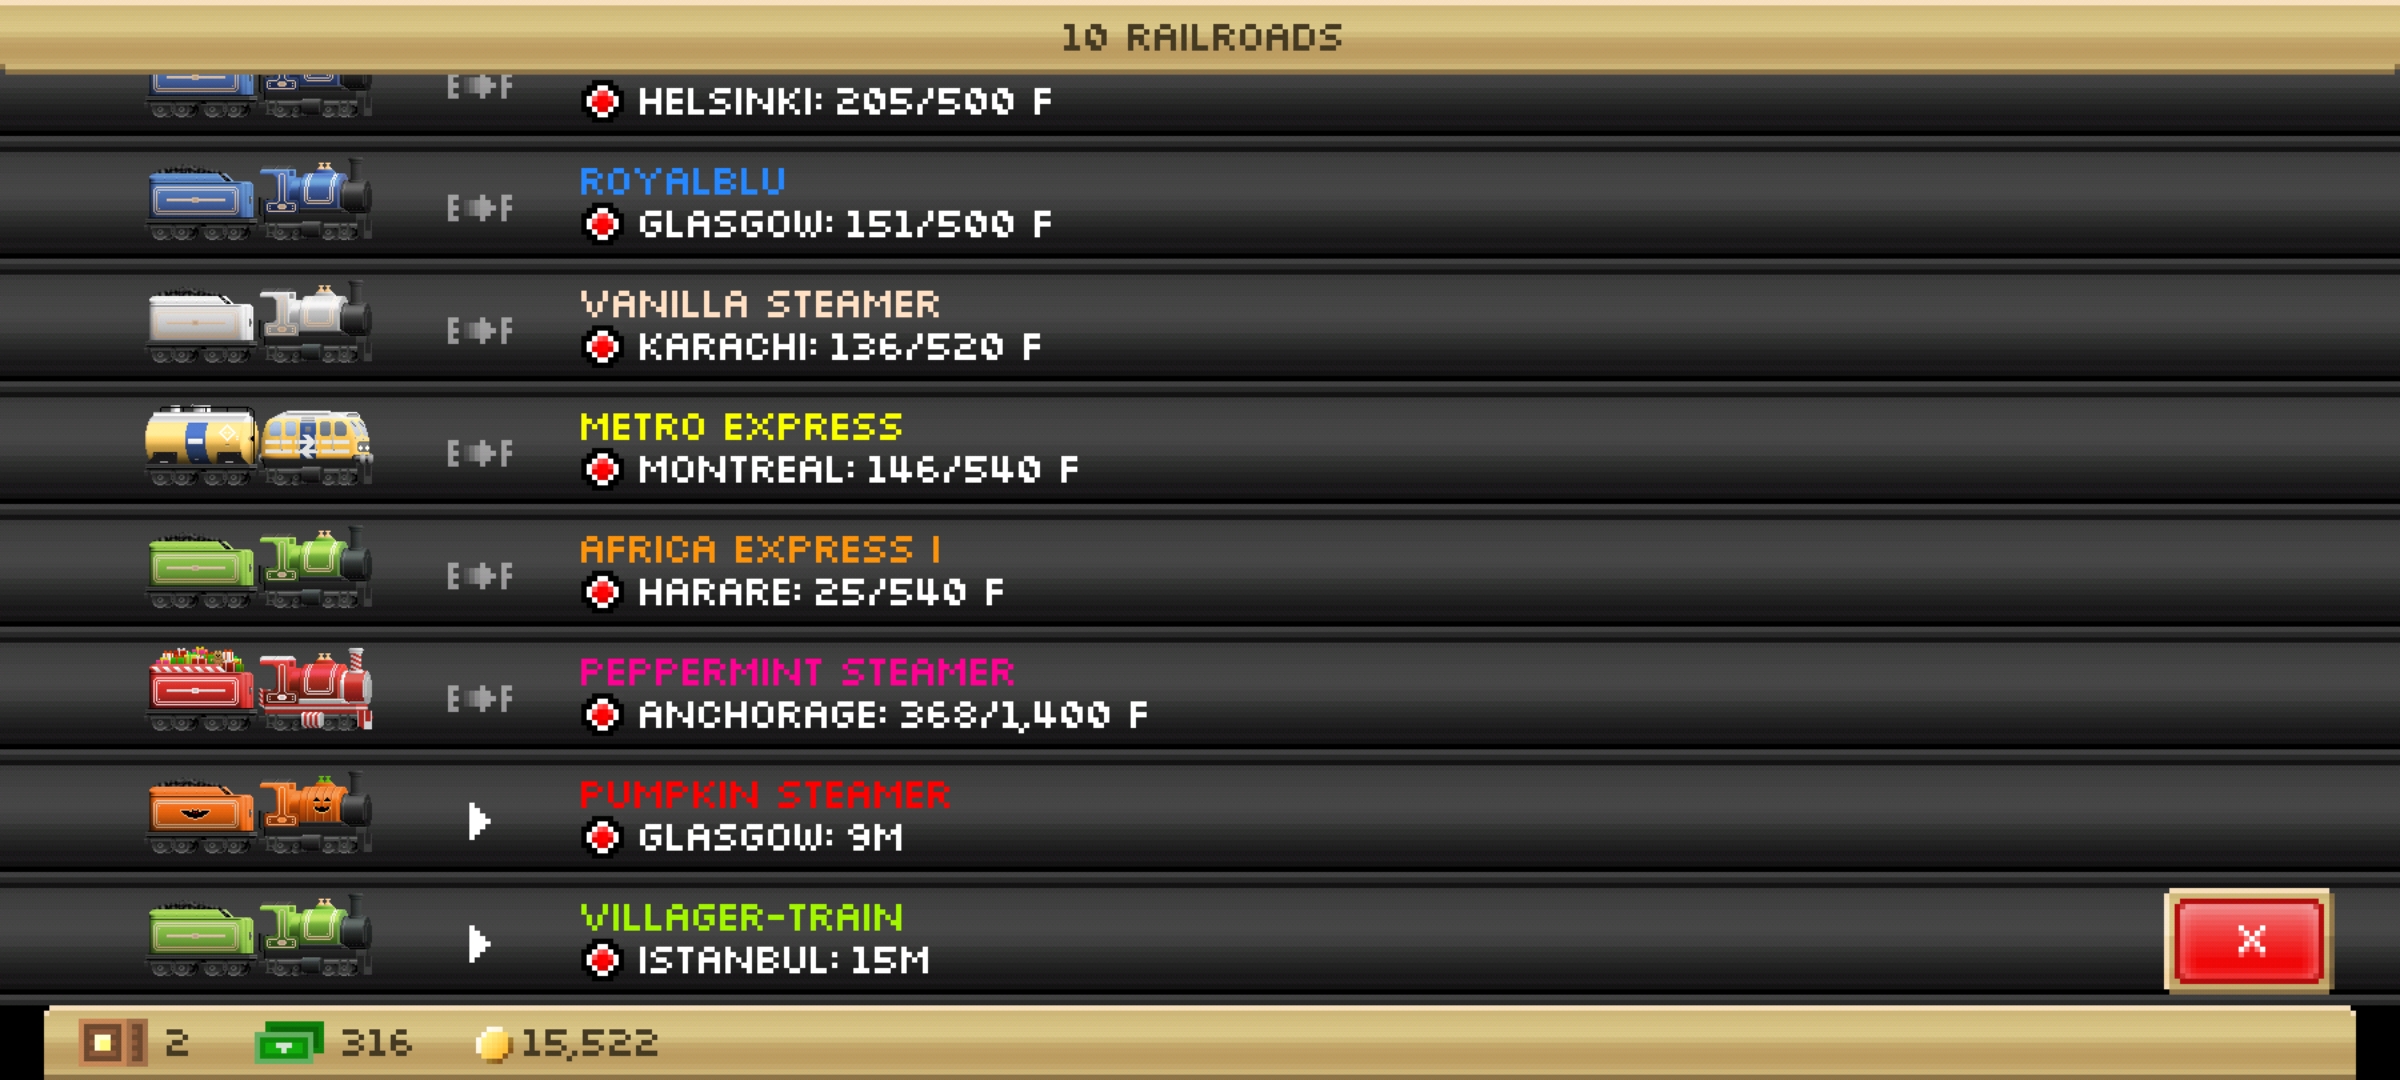 10 RAILROADS
E F
HELSINKI: 205/500 F
ROYALBLU
E F
GLASGOW: 151/500 F
VANILLA STEAMER
E F
KARACHI: 136/520 F
METRO EXPRESS
E F
MONTREAL: 146/540 F
AFRICA EXPRESS I
E F
HARARE: 25/540 F
PEPPERMINT STEAMER
E F
ANCHORAGE: 368/1,400 F
PUMPKIN STEAMER
GLASGOW: 9M
VILLAGER-TRAIN
ISTANBUL: 15M
X
2 316 15,522